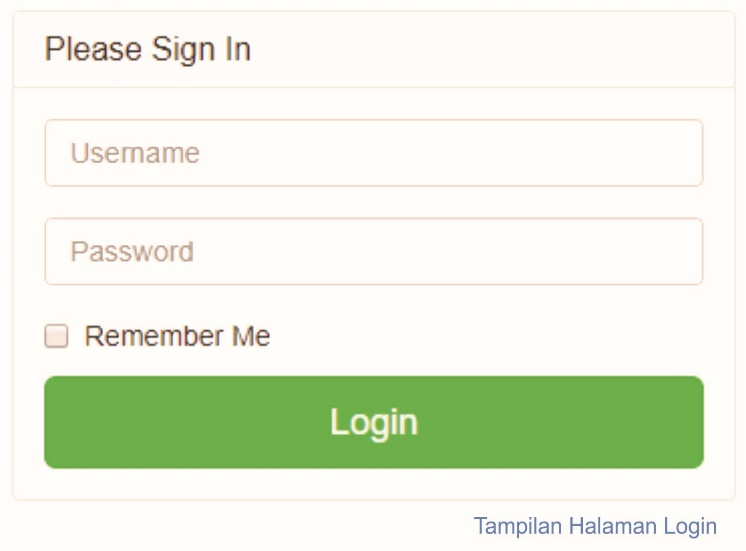 Please Sign In
Username
Password
Remember Me
Login
Tampilan Halaman Login